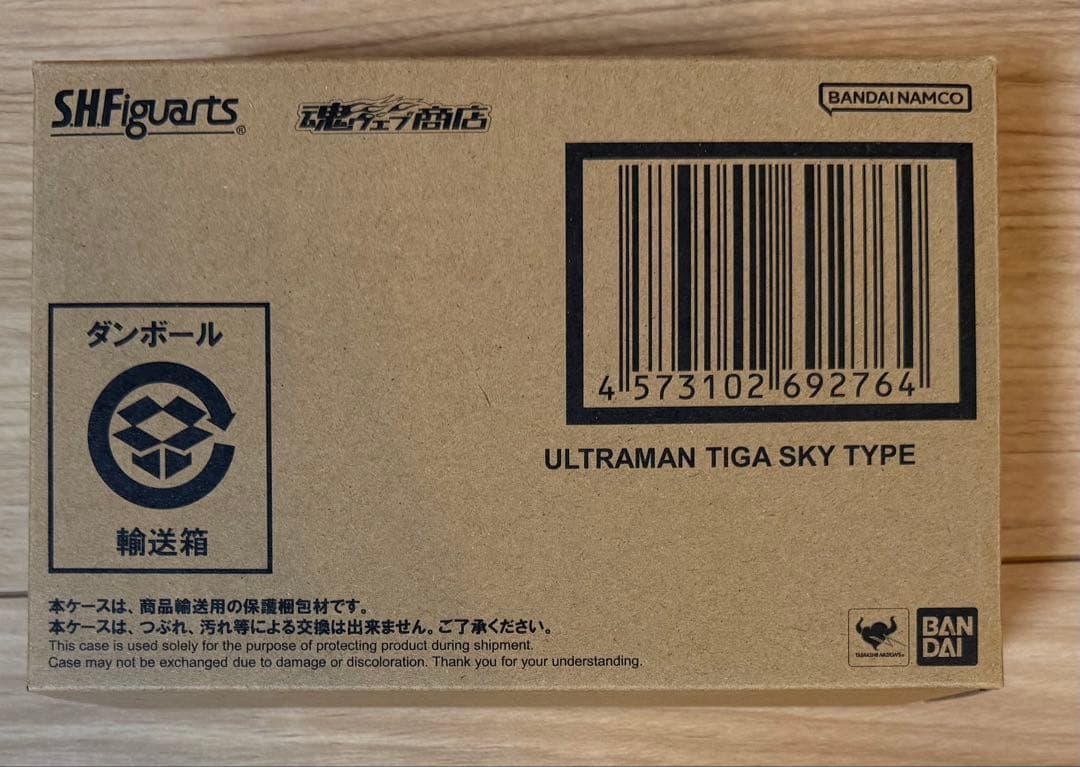 S.H.Figuarts®
魂ウェブ商店
BANDAI NAMCO
4 573102 692764
ULTRAMAN TIGA SKY TYPE
ダンボール
輸送箱
本ケースは、商品輸送用の保護梱包材です。
本ケースは、つぶれ、汚れ等による交換は出来ません。ご了承ください。
This case is used solely for the purpose of protecting product during shipment.
Case may not be exchanged due to damage or discoloration. Thank you for your understanding.
TAMASHII NATIONS
BAN
DAI